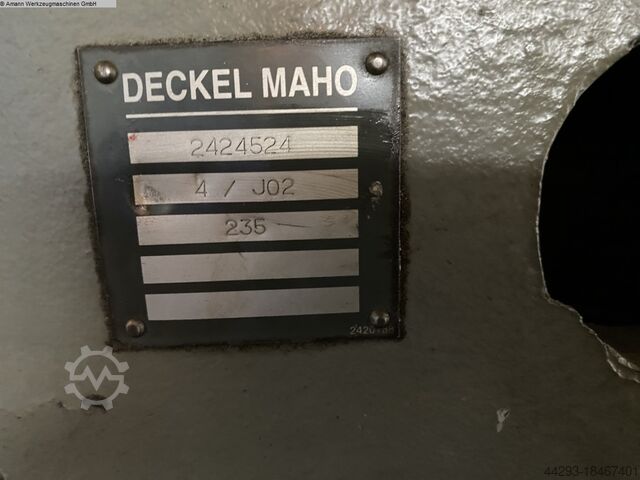 © Amann Werkzeugmaschinen GmbH
DECKEL MAHO
2424524
4 / J02
235
44293-18467401